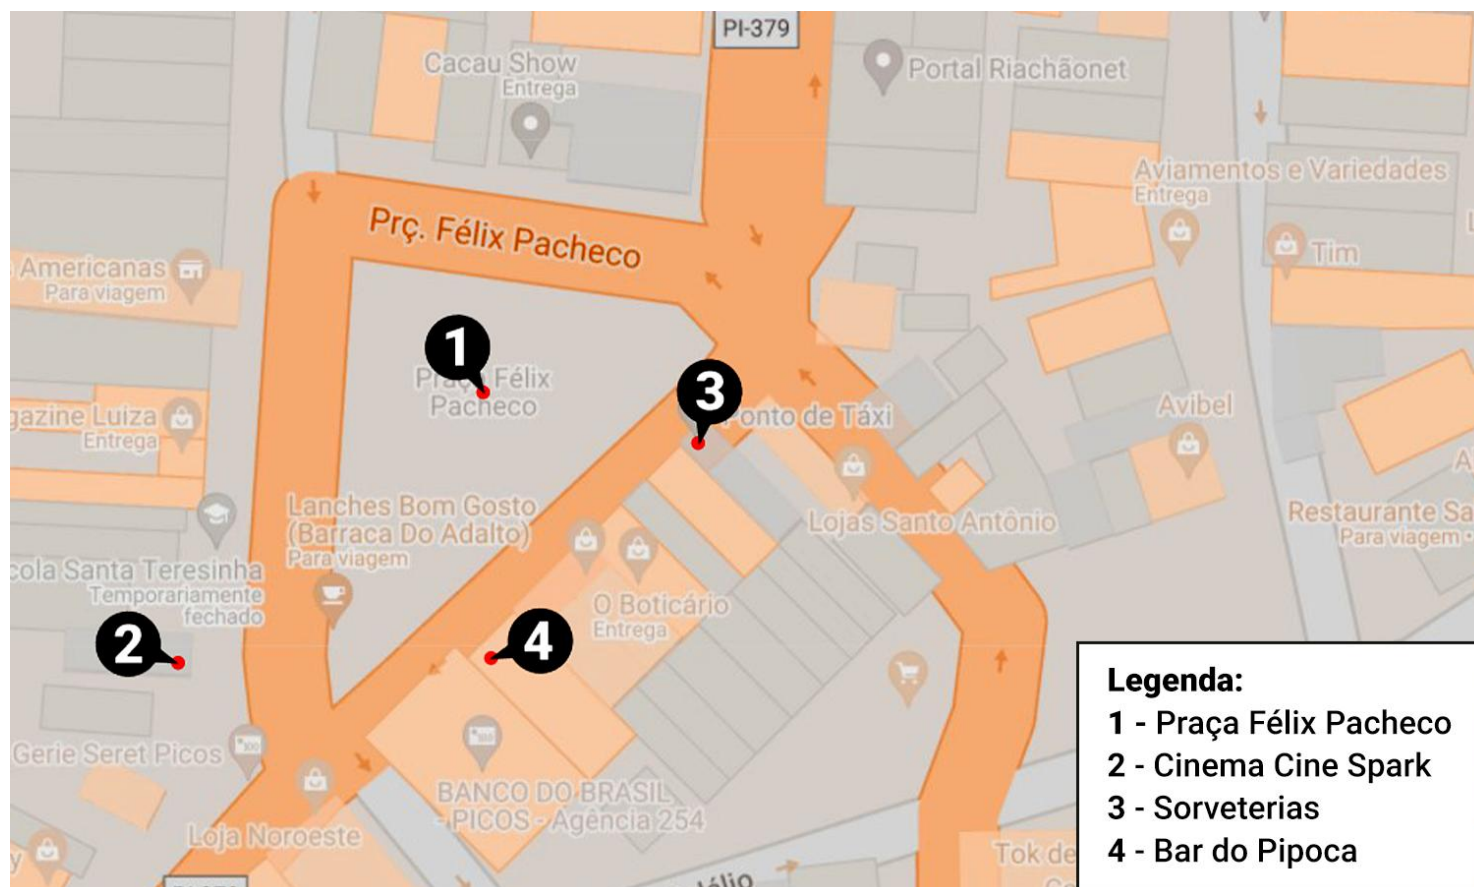 PI-379
Cacau Show
Entrega
Portal Riachãonet
Aviamentos e Variedades
Entrega
Prç. Félix Pacheco
Americanas
Para viagem
Tim
1
Praça Félix
Pacheco
3
Ponto de Táxi
Avibel
gazine Luiza
Entrega
Lanches Bom Gosto
(Barraca Do Adalto)
Para viagem
Lojas Santo Antônio
Restaurante Sa
Para viagem •
cola Santa Teresinha
Temporariamente
fechado
O Boticário
Entrega
2
4
Gerie Seret Picos
BANCO DO BRASIL
- PICOS - Agência 254
Loja Noroeste
Tok de
Legenda:
1 - Praça Félix Pacheco
2 - Cinema Cine Spark
3 - Sorveterias
4 - Bar do Pipoca